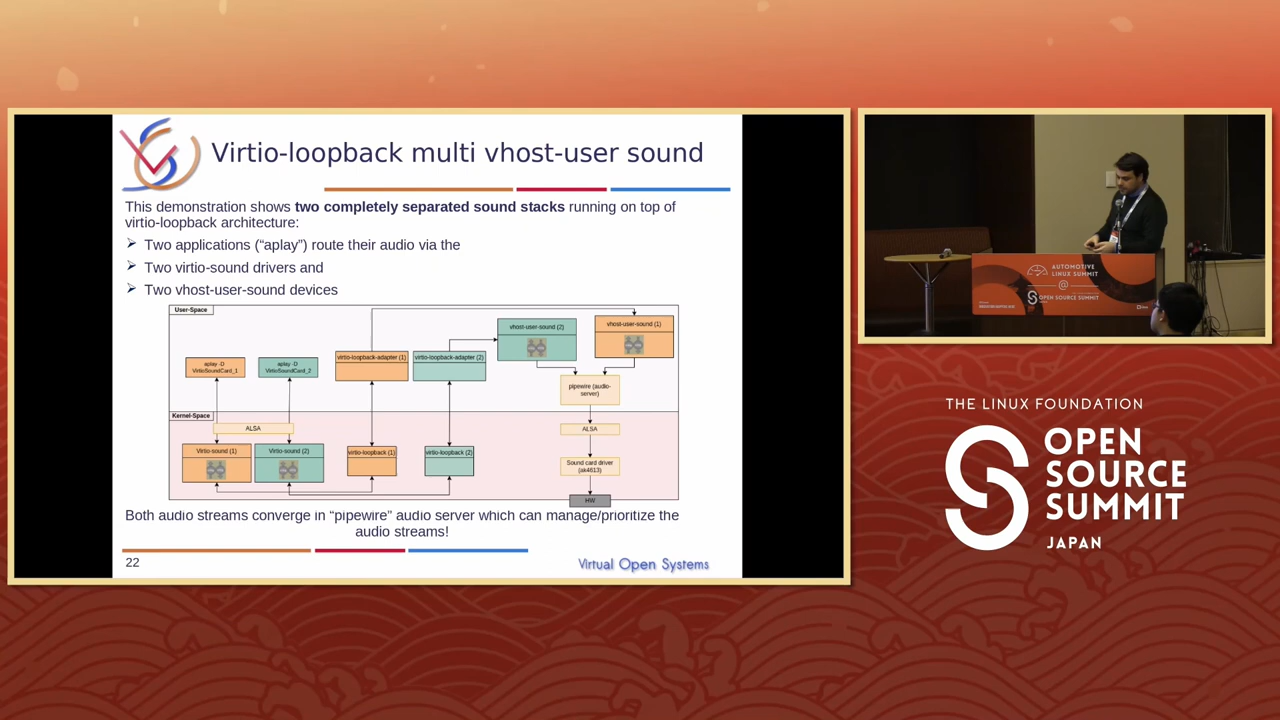 Virtio-loopback multi vhost-user sound
This demonstration shows two completely separated sound stacks running on top of
virtio-loopback architecture:
Two applications (“aplay”) route their audio via the
Two virtio-sound drivers and
Two vhost-user-sound devices
User-Space
vhost-user-sound (2)
vhost-user-sound (1)
aplay -D
VirtioSoundCard_1
aplay -D
VirtioSoundCard_2
virtio-loopback-adapter (1)
virtio-loopback-adapter (2)
pipewire (audio-
server)
Kernel-Space
ALSA
ALSA
Virtio-sound (1)
Virtio-sound (2)
virtio-loopback (1)
virtio-loopback (2)
Sound card driver
(ak4613)
HW
Both audio streams converge in “pipewire” audio server which can manage/prioritize the
audio streams!
22
Virtual Open Systems
AUTOMOTIVE
LINUX SUMMIT
@
OPEN SOURCE SUMMIT
THE LINUX FOUNDATION
OPEN
SOURCE
SUMMIT
JAPAN